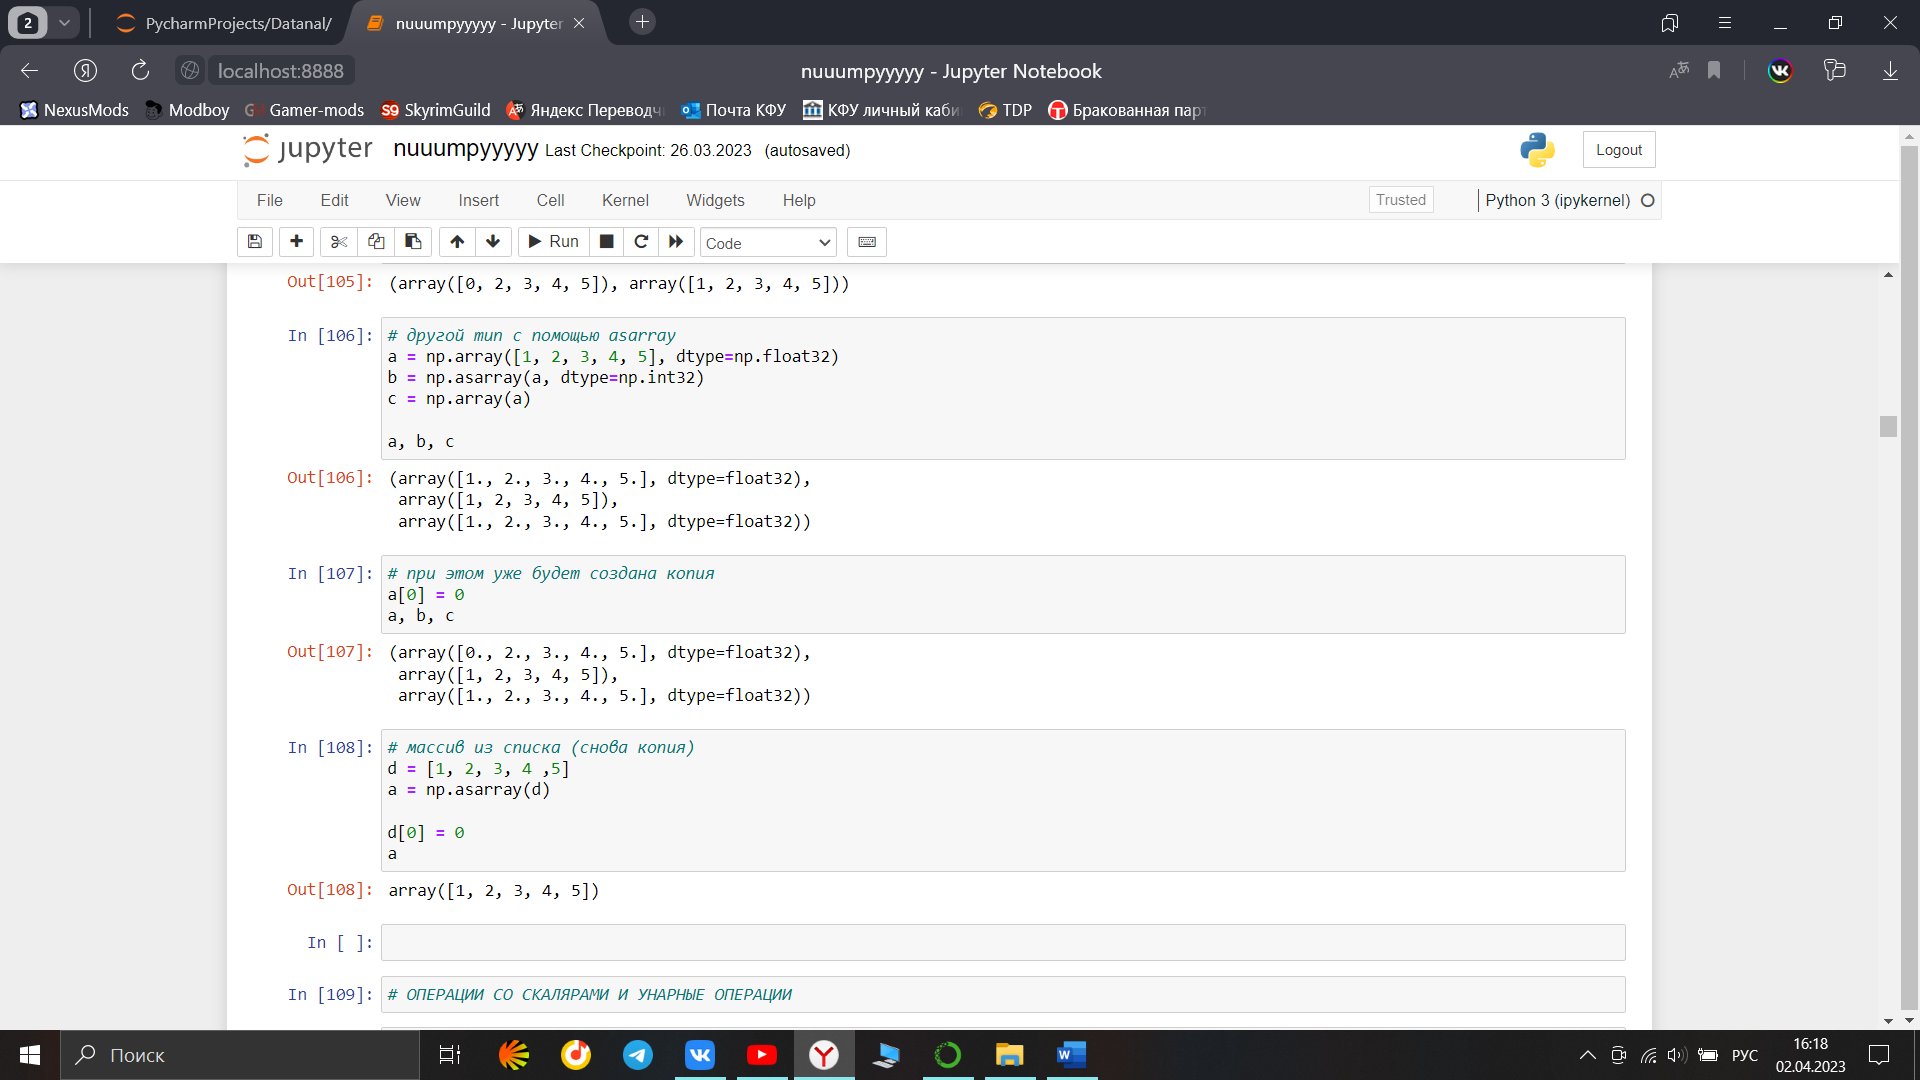 2
PycharmProjects/Datanal/
nuuumpyyyyy - Jupyter
localhost:8888
nuuumpyyyyy - Jupyter Notebook
NexusMods
Modboy
Gamer-mods
SkyrimGuild
Яндекс Переводч
Почта КФУ
КФУ личный каби
TDP
Бракованная парт
jupyter nuuumpyyyyy Last Checkpoint: 26.03.2023 (autosaved)
Logout
File Edit View Insert Cell Kernel Widgets Help
Trusted
Python 3 (ipykernel)
Run
Code
Out[105]: (array([0, 2, 3, 4, 5]), array([1, 2, 3, 4, 5]))
In [106]: # другой тип с помощью asarray
a = np.array([1, 2, 3, 4, 5], dtype=np.float32)
b = np.asarray(a, dtype=np.int32)
c = np.array(a)
a, b, c
Out[106]: (array([1., 2., 3., 4., 5.], dtype=float32),
array([1, 2, 3, 4, 5]),
array([1., 2., 3., 4., 5.], dtype=float32))
In [107]: # при этом уже будет создана копия
a[0] = 0
a, b, c
Out[107]: (array([0., 2., 3., 4., 5.], dtype=float32),
array([1, 2, 3, 4, 5]),
array([1., 2., 3., 4., 5.], dtype=float32))
In [108]: # массив из списка (снова копия)
d = [1, 2, 3, 4 ,5]
a = np.asarray(d)
d[0] = 0
a
Out[108]: array([1, 2, 3, 4, 5])
In [ ]:
In [109]: # ОПЕРАЦИИ СО СКАЛЯРАМИ И УНАРНЫЕ ОПЕРАЦИИ
Поиск
РУС
16:18
02.04.2023